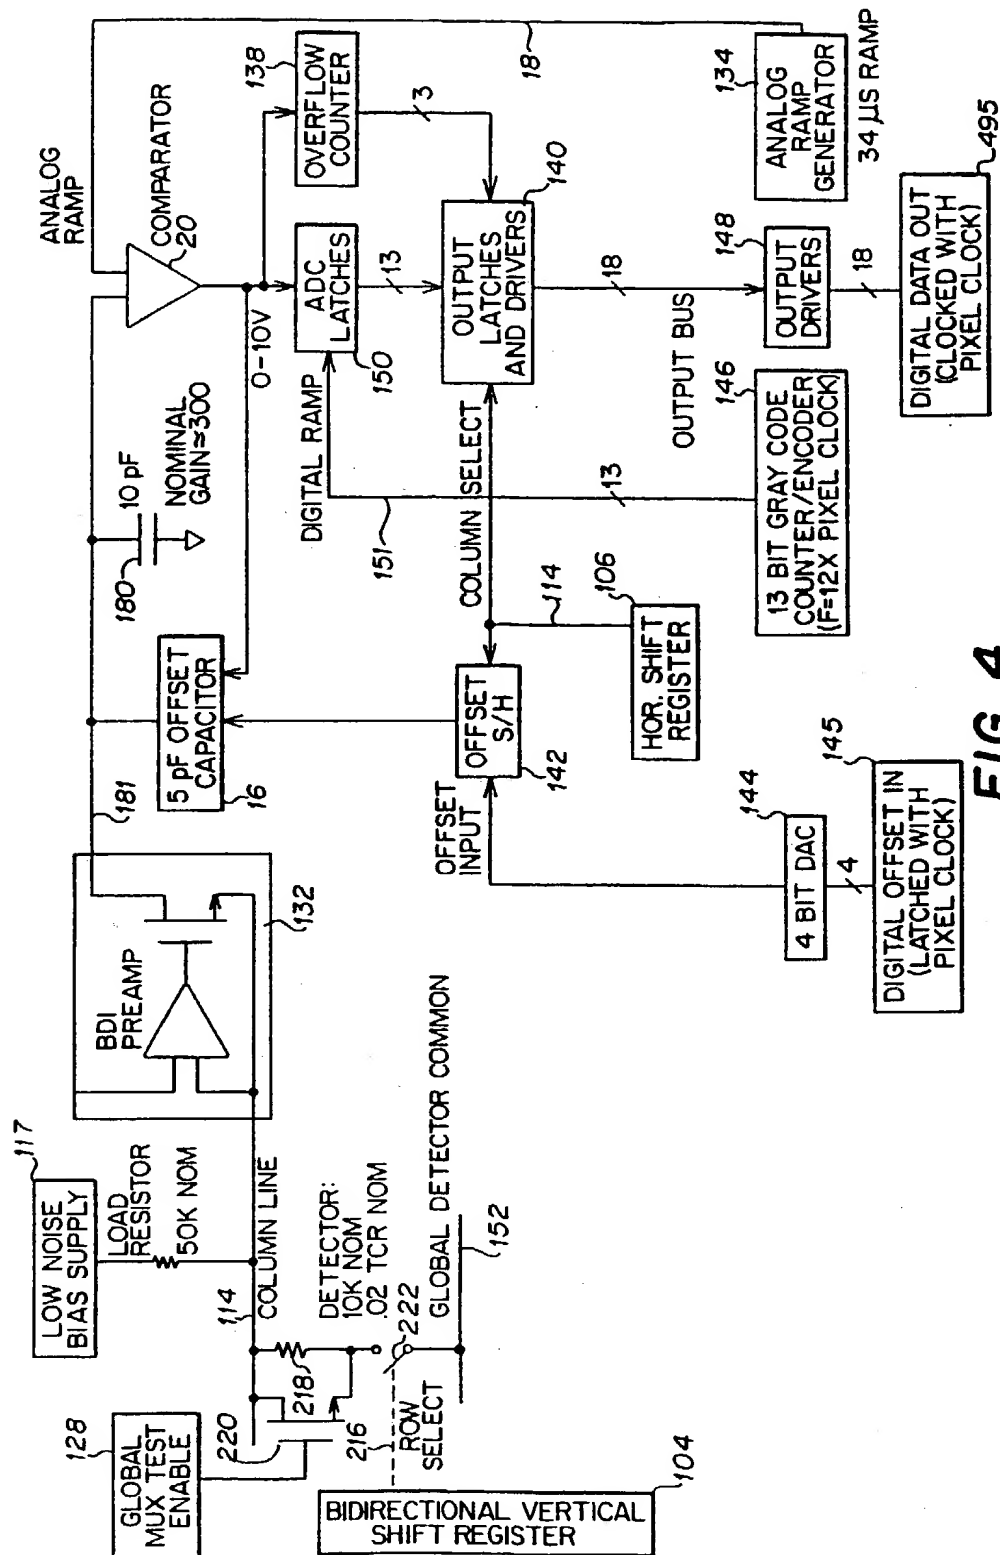 117
LOW NOISE
BIAS SUPPLY
LOAD
RESISTOR
50K NOM
128
GLOBAL
MUX TEST
ENABLE
220
114
COLUMN LINE
218
216
DETECTOR:
10K NOM
.02 TCR NOM
222
ROW
SELECT
GLOBAL DETECTOR COMMON
152
104
BIDIRECTIONAL VERTICAL
SHIFT REGISTER
BDI
PREAMP
132
181
5 pF OFFSET
CAPACITOR
16
180
10 pF
NOMINAL
GAIN≈300
ANALOG
RAMP
COMPARATOR
20
0-10V
138
OVERFLOW
COUNTER
3
18
ADC
LATCHES
150
13
DIGITAL RAMP
151
OUTPUT
LATCHES
AND DRIVERS
140
COLUMN SELECT
OFFSET
S/H
142
OFFSET
INPUT
114
106
HOR. SHIFT
REGISTER
13
18
OUTPUT BUS
134
ANALOG
RAMP
GENERATOR
34 µS RAMP
148
OUTPUT
DRIVERS
18
146
13 BIT GRAY CODE
COUNTER/ENCODER
(F=12X PIXEL CLOCK)
144
4 BIT DAC
4
145
DIGITAL OFFSET IN
(LATCHED WITH
PIXEL CLOCK)
495
DIGITAL DATA OUT
(CLOCKED WITH
PIXEL CLOCK)
FIG 4